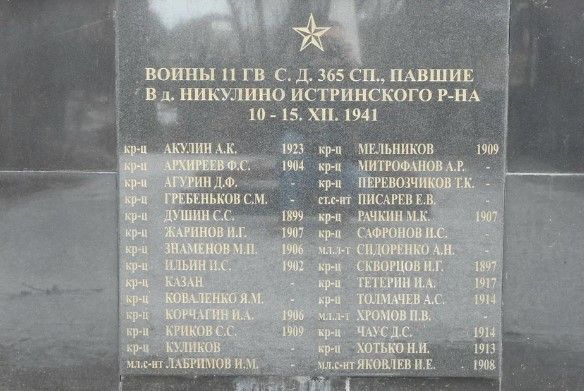 ВОИНЫ 11 ГВ С. Д. 365 СП., ПАВШИЕ
В д. НИКУЛИНО ИСТРИНСКОГО Р-НА
10 - 15. XII. 1941
кр-ц АКУЛИН А.К. 1923
кр-ц АРХИРЕЕВ Ф.С. 1904
кр-ц АГУРИН Д.Ф. -
кр-ц ГРЕБЕНЬКОВ С.М. -
кр-ц ДУШИН С.С. 1899
кр-ц ЖАРИНОВ И.Г. 1907
кр-ц ЗНАМЕНОВ М.П. 1906
кр-ц ИЛЬИН И.С. 1902
кр-ц КАЗАН -
кр-ц КОВАЛЕНКО Я.М. -
кр-ц КОРЧАГИН И.А. 1906
кр-ц КРИКОВ С.С. 1909
кр-ц КУЛИКОВ
мл.с-нт ЛАБРИМОВ И.М. -
кр-ц МЕЛЬНИКОВ 1909
кр-ц МИТРОФАНОВ А.Р. -
кр-ц ПЕРЕВОЗЧИКОВ Т.К. -
ст.с-нт ПИСАРЕВ Е.В. -
кр-ц РАЧКИН М.К. 1907
кр-ц САФРОНОВ И.С. -
мл.л-т СИДОРЕНКО А.Н. -
кр-ц СКВОРЦОВ И.Г. 1897
кр-ц ТЕТЕРИН И.А. 1917
кр-ц ТОЛМАЧЕВ А.С. 1914
мл.л-т ХРОМОВ П.В. -
кр-ц ЧАУС Д.С. 1914
кр-ц ХОТЬКО Н.И. 1913
мл.с-нт ЯКОВЛЕВ И.Е. 1908